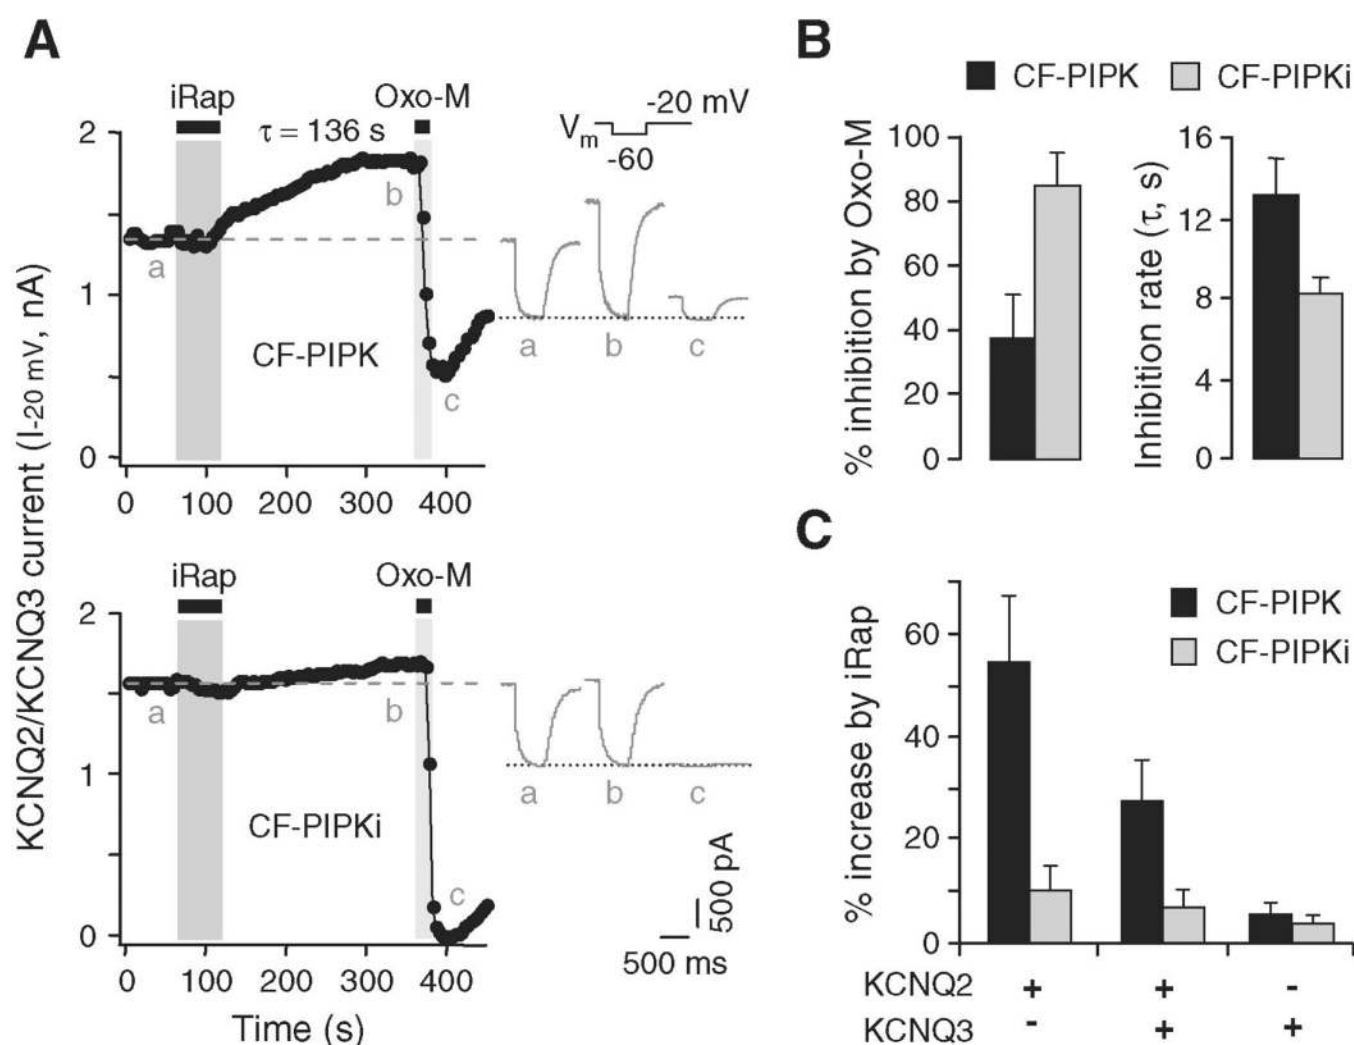 A
iRap
Oxo-M
τ = 136 s
-20 mV
Vm
-60
2
1
0
a
b
c
CF-PIPK
a
b
c
0
100
200
300
400
iRap
Oxo-M
2
1
0
a
b
c
CF-PIPKi
a
b
c
500 pA
500 ms
0
100
200
300
400
Time (s)
KCNQ2/KCNQ3 current (I-20 mV, nA)
B
CF-PIPK
CF-PIPKi
% inhibition by Oxo-M
100
80
60
40
20
0
Inhibition rate (τ, s)
16
12
8
4
0
C
CF-PIPK
CF-PIPKi
% increase by iRap
60
40
20
0
KCNQ2 + + -
KCNQ3 - + +